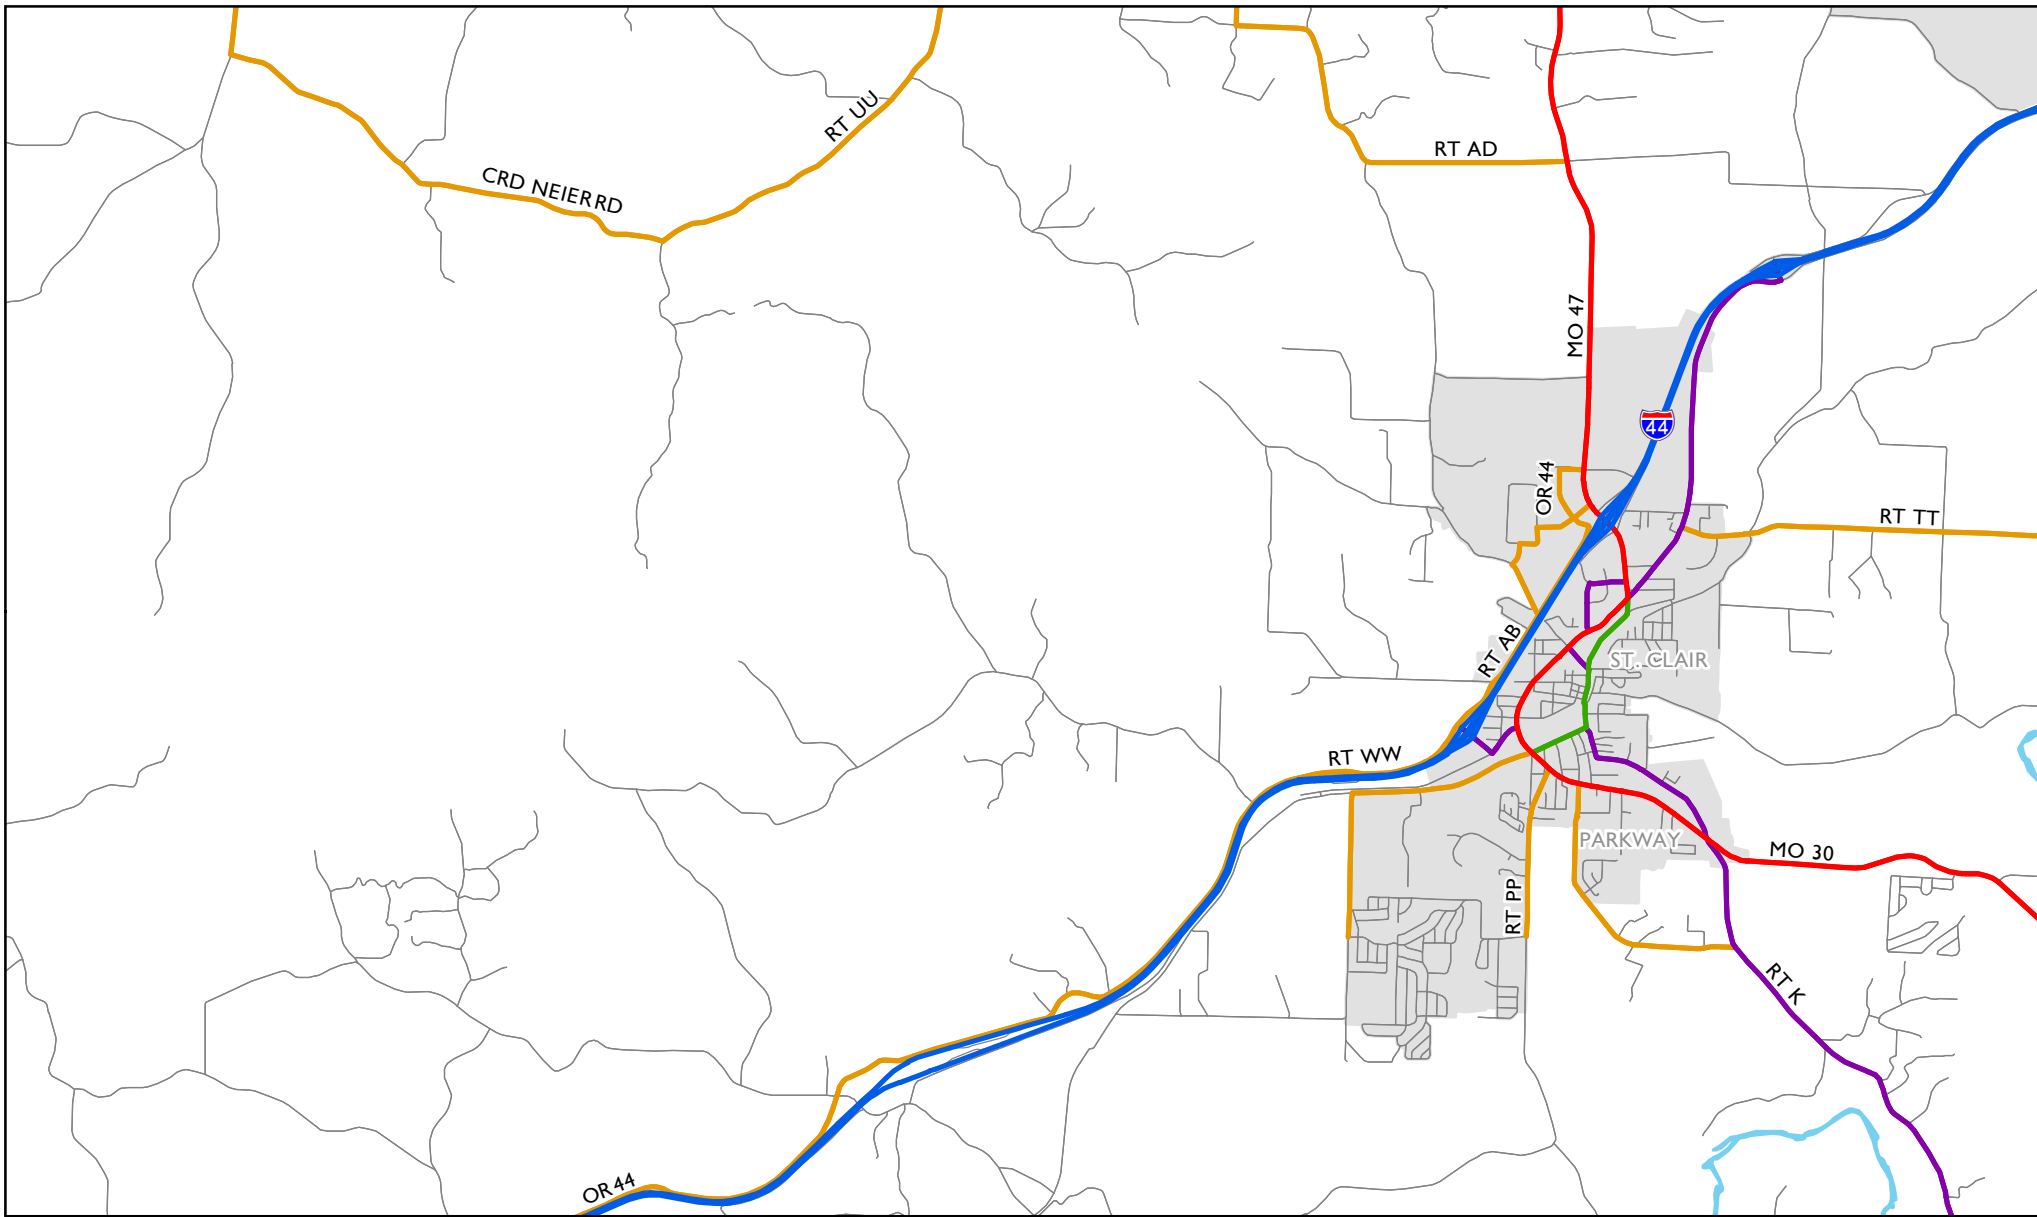 RT UU
RT AD
CRD NEIER RD
MO 47
44
OR 44
RT TT
RT AB
ST. CLAIR
RT WW
PARKWAY
MO 30
RT PP
RT K
OR 44